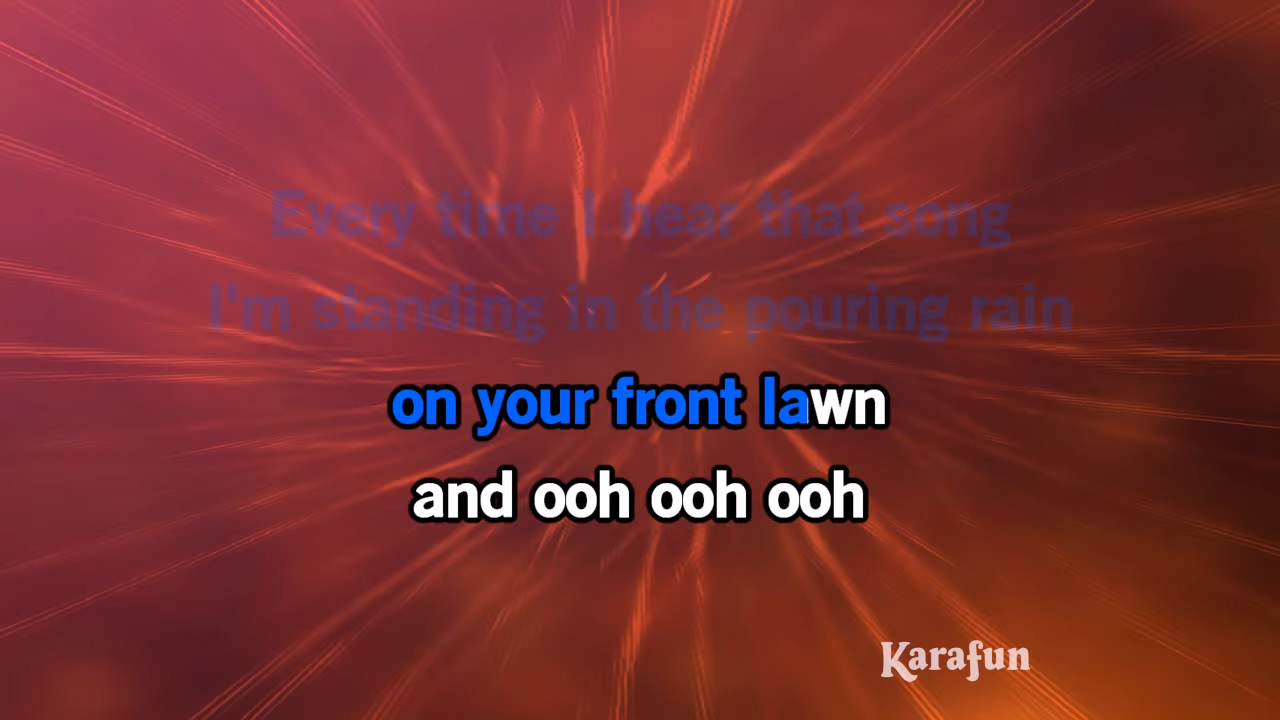 Every time I hear that song
I'm standing in the pouring rain
on your front lawn
and ooh ooh ooh
Karafun